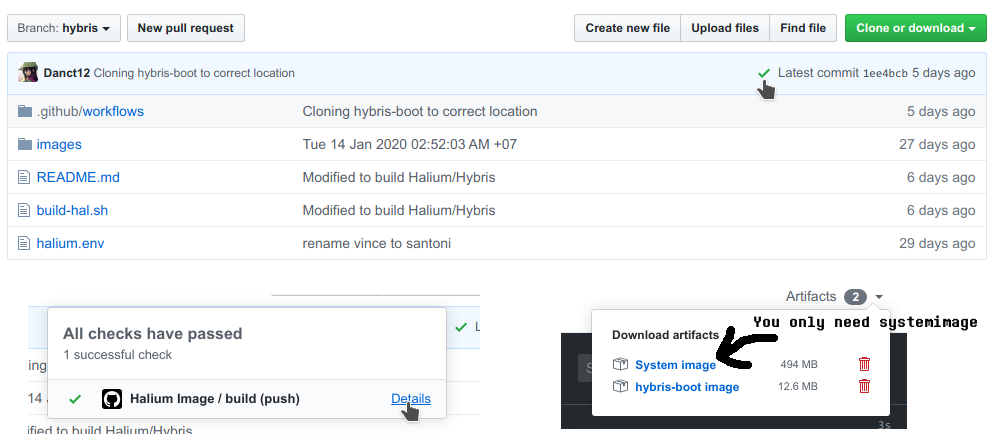 Branch: hybris New pull request Create new file Upload files Find file Clone or download
Danct12 Cloning hybris-boot to correct location Latest commit 1ee4bcb 5 days ago
.github/workflows Cloning hybris-boot to correct location 5 days ago
images Tue 14 Jan 2020 02:52:03 AM +07 27 days ago
README.md Modified to build Halium/Hybris 6 days ago
build-hal.sh Modified to build Halium/Hybris 6 days ago
halium.env rename vince to santoni 29 days ago
All checks have passed
1 successful check
ing
14
Halium Image / build (push) Details
ified to build Halium/Hybris
Artifacts 2
You only need systemimage
Download artifacts
System image 494 MB
hybris-boot image 12.6 MB
3s